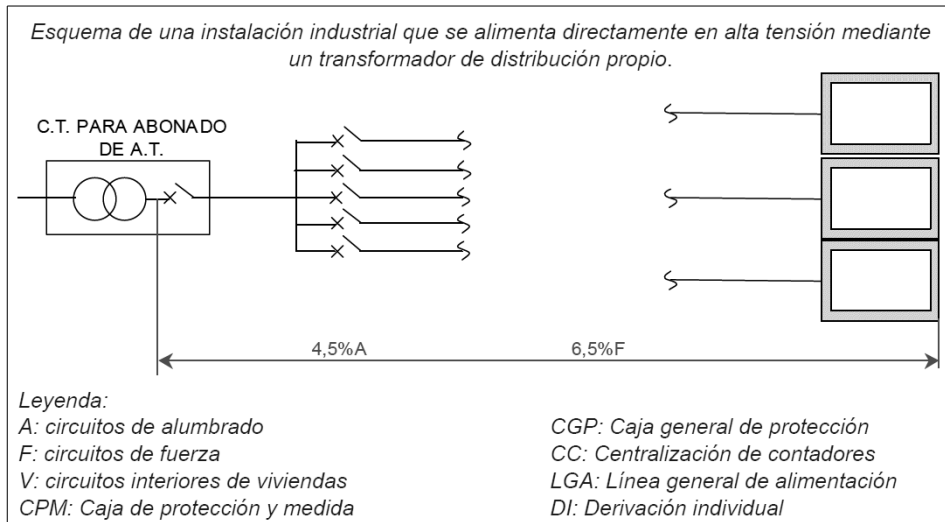 Esquema de una instalación industrial que se alimenta directamente en alta tensión mediante
un transformador de distribución propio.
C.T. PARA ABONADO
DE A.T.
4,5%A
6,5%F
Leyenda:
A: circuitos de alumbrado
F: circuitos de fuerza
V: circuitos interiores de viviendas
CPM: Caja de protección y medida
CGP: Caja general de protección
CC: Centralización de contadores
LGA: Línea general de alimentación
DI: Derivación individual